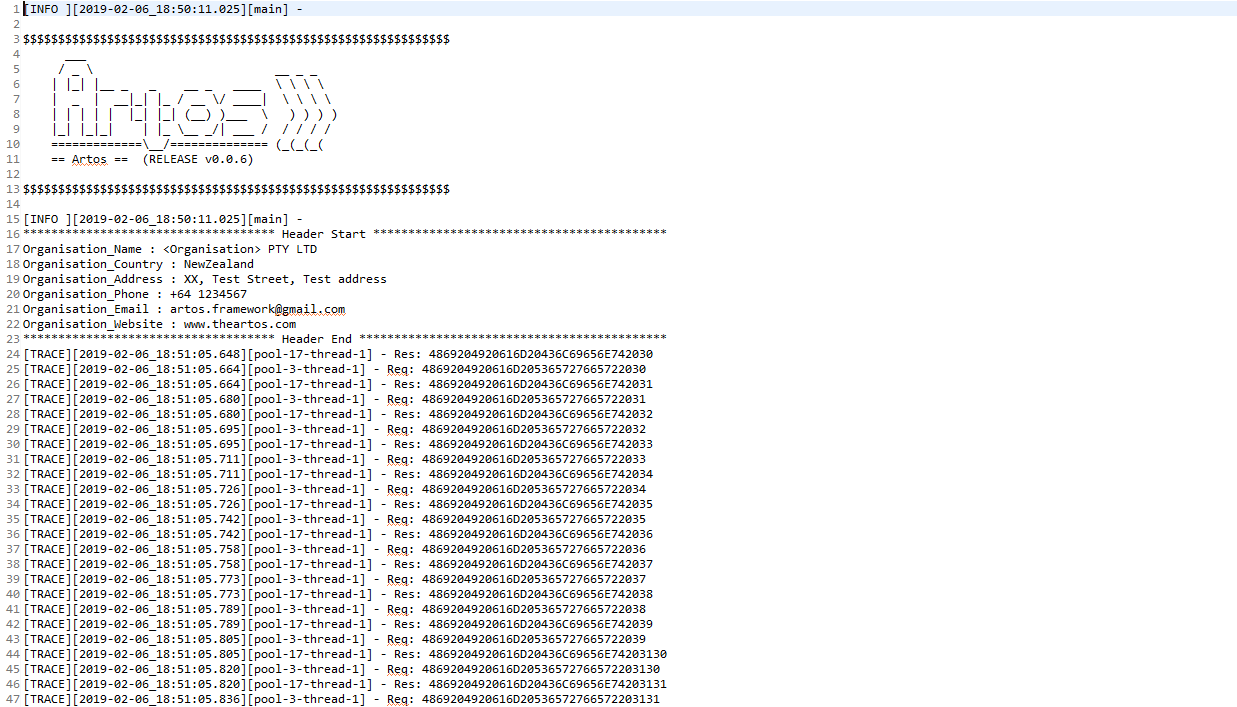 1 [INFO ][2019-02-06_18:50:11.025][main] -
2
3 $$$$$$$$$$$$$$$$$$$$$$$$$$$$$$$$$$$$$$$$$$$$$$$$$$$$$$$$$$$$$
4       ___
5      / _ \                          __ _ _
6     | |_| |__ _   _    __ _   ____  \ \ \ \
7     |  _  |  __|_| |_ / __ \/ ____|  \ \ \ \
8     | | | | |  |_| |_| (__) )___  \   ) ) ) )
9     |_| |_|_|    | |_ \__ _/| ___ /  / / / /
10     =============\__/============== (_(_(_(
11     == Artos ==  (RELEASE v0.0.6)
12
13 $$$$$$$$$$$$$$$$$$$$$$$$$$$$$$$$$$$$$$$$$$$$$$$$$$$$$$$$$$$$$
14
15 [INFO ][2019-02-06_18:50:11.025][main] -
16 ************************************ Header Start ******************************************
17 Organisation_Name : <Organisation> PTY LTD
18 Organisation_Country : NewZealand
19 Organisation_Address : XX, Test Street, Test address
20 Organisation_Phone : +64 1234567
21 Organisation_Email : artos.framework@gmail.com
22 Organisation_Website : www.theartos.com
23 ************************************ Header End ********************************************
24 [TRACE][2019-02-06_18:51:05.648][pool-17-thread-1] - Res: 4869204920616D20436C69656E742030
25 [TRACE][2019-02-06_18:51:05.664][pool-3-thread-1] - Req: 4869204920616D205365727665722030
26 [TRACE][2019-02-06_18:51:05.664][pool-17-thread-1] - Res: 4869204920616D20436C69656E742031
27 [TRACE][2019-02-06_18:51:05.680][pool-3-thread-1] - Req: 4869204920616D205365727665722031
28 [TRACE][2019-02-06_18:51:05.680][pool-17-thread-1] - Res: 4869204920616D20436C69656E742032
29 [TRACE][2019-02-06_18:51:05.695][pool-3-thread-1] - Req: 4869204920616D205365727665722032
30 [TRACE][2019-02-06_18:51:05.695][pool-17-thread-1] - Res: 4869204920616D20436C69656E742033
31 [TRACE][2019-02-06_18:51:05.711][pool-3-thread-1] - Req: 4869204920616D205365727665722033
32 [TRACE][2019-02-06_18:51:05.711][pool-17-thread-1] - Res: 4869204920616D20436C69656E742034
33 [TRACE][2019-02-06_18:51:05.726][pool-3-thread-1] - Req: 4869204920616D205365727665722034
34 [TRACE][2019-02-06_18:51:05.726][pool-17-thread-1] - Res: 4869204920616D20436C69656E742035
35 [TRACE][2019-02-06_18:51:05.742][pool-3-thread-1] - Req: 4869204920616D205365727665722035
36 [TRACE][2019-02-06_18:51:05.742][pool-17-thread-1] - Res: 4869204920616D20436C69656E742036
37 [TRACE][2019-02-06_18:51:05.758][pool-3-thread-1] - Req: 4869204920616D205365727665722036
38 [TRACE][2019-02-06_18:51:05.758][pool-17-thread-1] - Res: 4869204920616D20436C69656E742037
39 [TRACE][2019-02-06_18:51:05.773][pool-3-thread-1] - Req: 4869204920616D205365727665722037
40 [TRACE][2019-02-06_18:51:05.773][pool-17-thread-1] - Res: 4869204920616D20436C69656E742038
41 [TRACE][2019-02-06_18:51:05.789][pool-3-thread-1] - Req: 4869204920616D205365727665722038
42 [TRACE][2019-02-06_18:51:05.789][pool-17-thread-1] - Res: 4869204920616D20436C69656E742039
43 [TRACE][2019-02-06_18:51:05.805][pool-3-thread-1] - Req: 4869204920616D205365727665722039
44 [TRACE][2019-02-06_18:51:05.805][pool-17-thread-1] - Res: 4869204920616D20436C69656E74203130
45 [TRACE][2019-02-06_18:51:05.820][pool-3-thread-1] - Req: 4869204920616D20536572766572203130
46 [TRACE][2019-02-06_18:51:05.820][pool-17-thread-1] - Res: 4869204920616D20436C69656E74203131
47 [TRACE][2019-02-06_18:51:05.836][pool-3-thread-1] - Req: 4869204920616D20536572766572203131